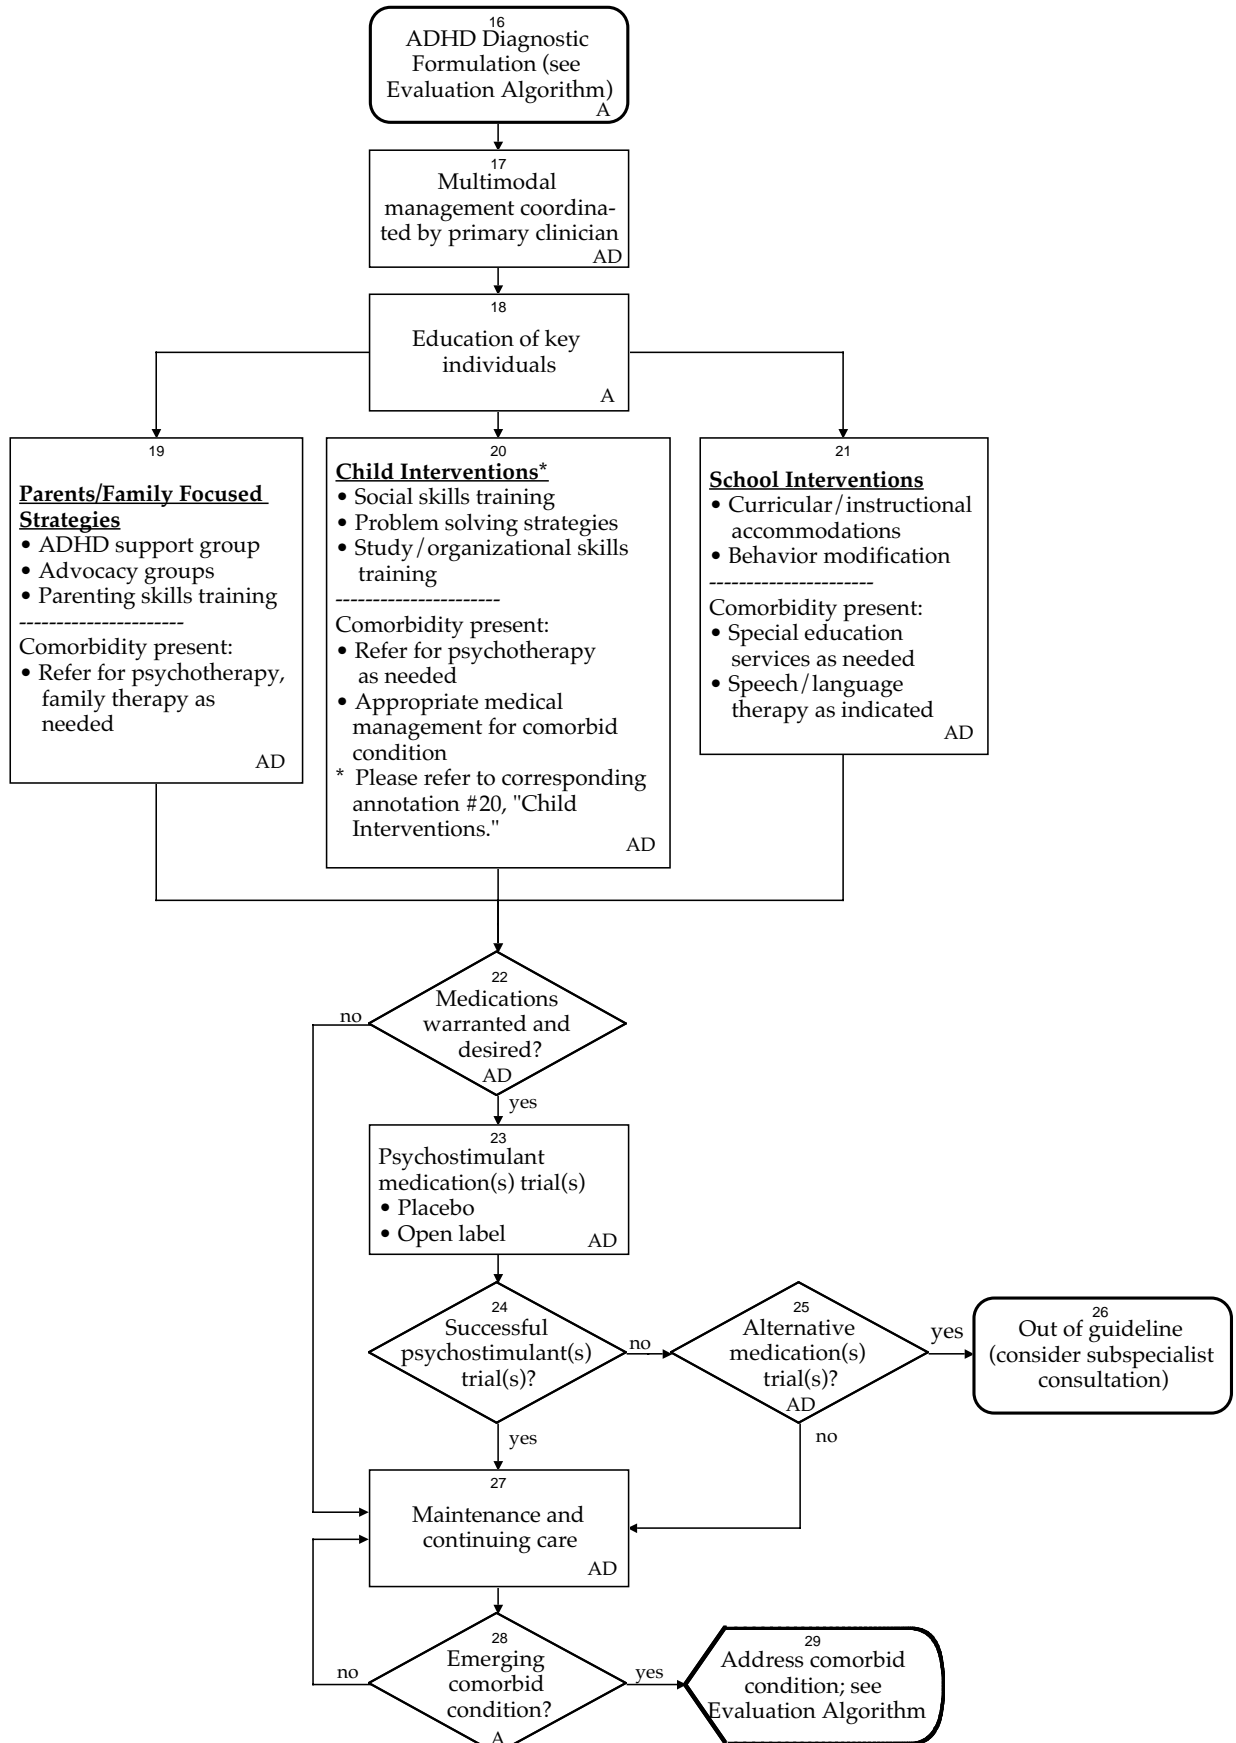 16
ADHD Diagnostic
Formulation (see
Evaluation Algorithm)
A
17
Multimodal
management coordina-
ted by primary clinician
AD
18
Education of key
individuals
A
19
Parents/Family Focused
Strategies
• ADHD support group
• Advocacy groups
• Parenting skills training
----------------------
Comorbidity present:
• Refer for psychotherapy,
family therapy as
needed
AD
20
Child Interventions*
• Social skills training
• Problem solving strategies
• Study/organizational skills
training
----------------------
Comorbidity present:
• Refer for psychotherapy
as needed
• Appropriate medical
management for comorbid
condition
* Please refer to corresponding
annotation #20, "Child
Interventions."
AD
21
School Interventions
• Curricular/instructional
accommodations
• Behavior modification
----------------------
Comorbidity present:
• Special education
services as needed
• Speech/language
therapy as indicated
AD
22
Medications
warranted and
desired?
AD
no
yes
23
Psychostimulant
medication(s) trial(s)
• Placebo
• Open label
AD
24
Successful
psychostimulant(s)
trial(s)?
no
yes
25
Alternative
medication(s)
trial(s)?
AD
yes
no
26
Out of guideline
(consider subspecialist
consultation)
27
Maintenance and
continuing care
AD
28
Emerging
comorbid
condition?
A
no
yes
29
Address comorbid
condition; see
Evaluation Algorithm